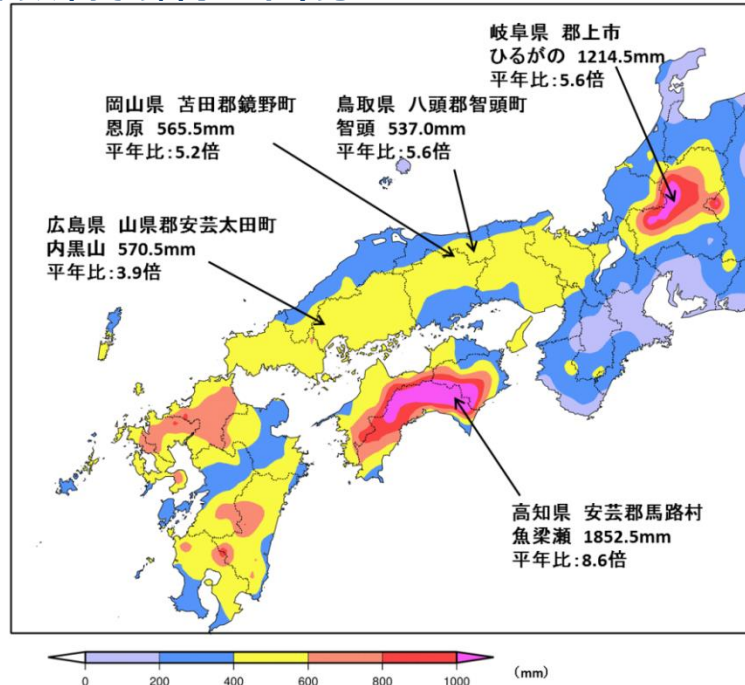 岐阜県 郡上市
ひるがの 1214.5mm
平年比:5.6倍
岡山県 苫田郡鏡野町
恩原 565.5mm
平年比:5.2倍
鳥取県 八頭郡智頭町
智頭 537.0mm
平年比:5.6倍
広島県 山県郡安芸太田町
内黒山 570.5mm
平年比:3.9倍
高知県 安芸郡馬路村
魚梁瀬 1852.5mm
平年比:8.6倍
0 200 400 600 800 1000 (mm)